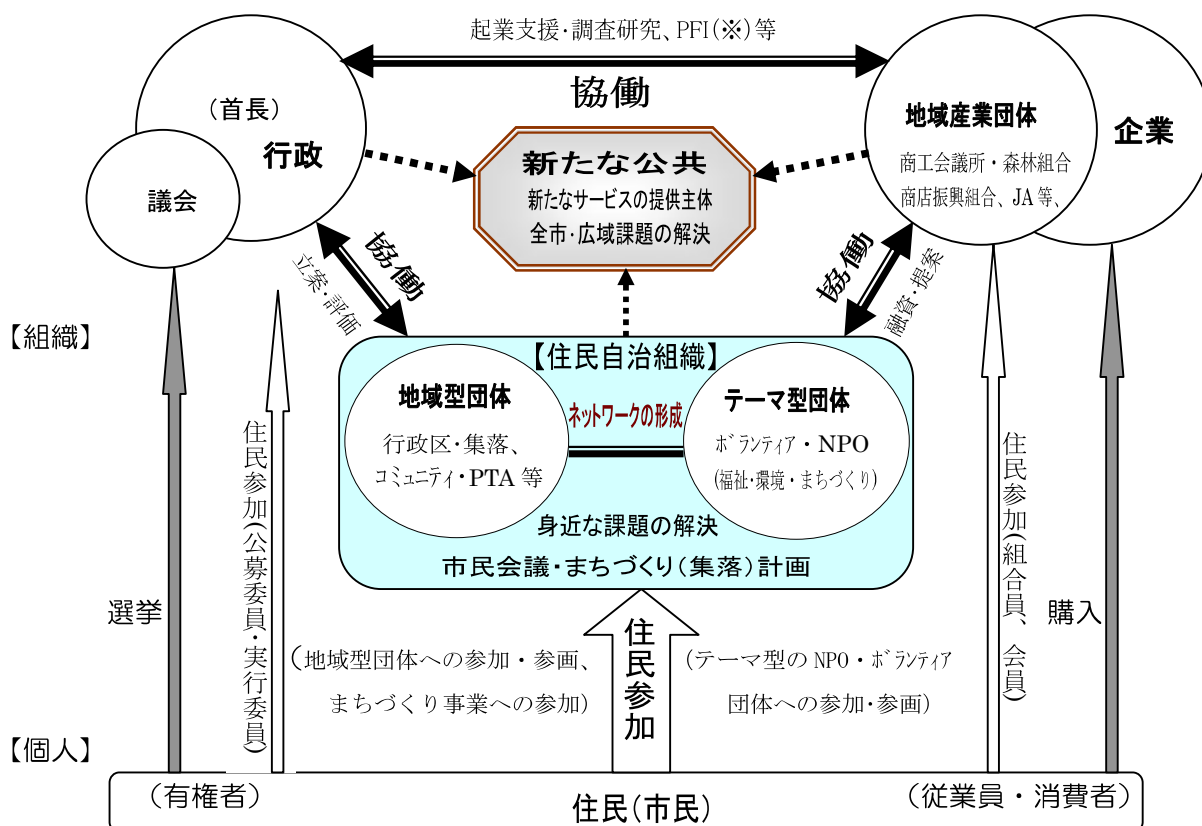 起業支援・調査研究、PFI(※)等
協働
(首長)
行政
議会
地域産業団体
商工会議所・森林組合
商店振興組合、JA等、
企業
新たな公共
新たなサービスの提供主体
全市・広域課題の解決
協働
立案・評価
協働
融資・提案
【組織】
【住民自治組織】
地域型団体
行政区・集落、
コミュニティ・PTA等
ネットワークの形成
テーマ型団体
ボランティア・NPO
(福祉・環境・まちづくり)
身近な課題の解決
市民会議・まちづくり(集落)計画
選挙
住民参加(公募委員・実行委員)
住民参加
(地域型団体への参加・参画、
まちづくり事業への参加)
(テーマ型の NPO・ボランティア
団体への参加・参画)
住民参加(組合員、会員)
購入
【個人】
(有権者)
住民(市民)
(従業員・消費者)